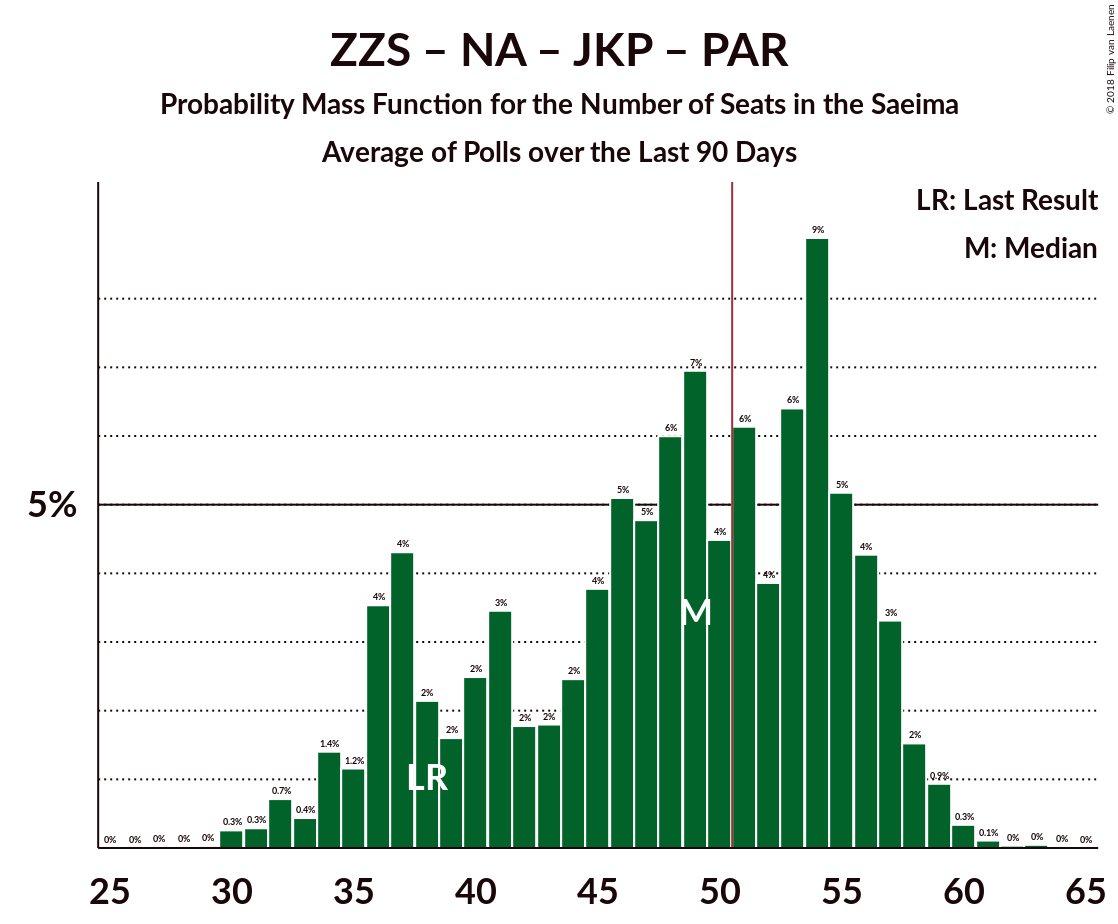 ZZS – NA – JKP – PAR
Probability Mass Function for the Number of Seats in the Saeima
Average of Polls over the Last 90 Days
© 2018 Filip van Laenen
LR: Last Result
M: Median
5%
0% 0% 0% 0% 0% 0.3% 0.3% 0.7% 0.4% 1.4% 1.2% 4% 4% 2% 2% 2% 3% 2% 2% 2% 4% 5% 5% 6% 7% 4% 6% 4% 6% 9% 5% 4% 3% 2% 0.9% 0.3% 0.1% 0% 0% 0% 0%
M
LR
25 30 35 40 45 50 55 60 65